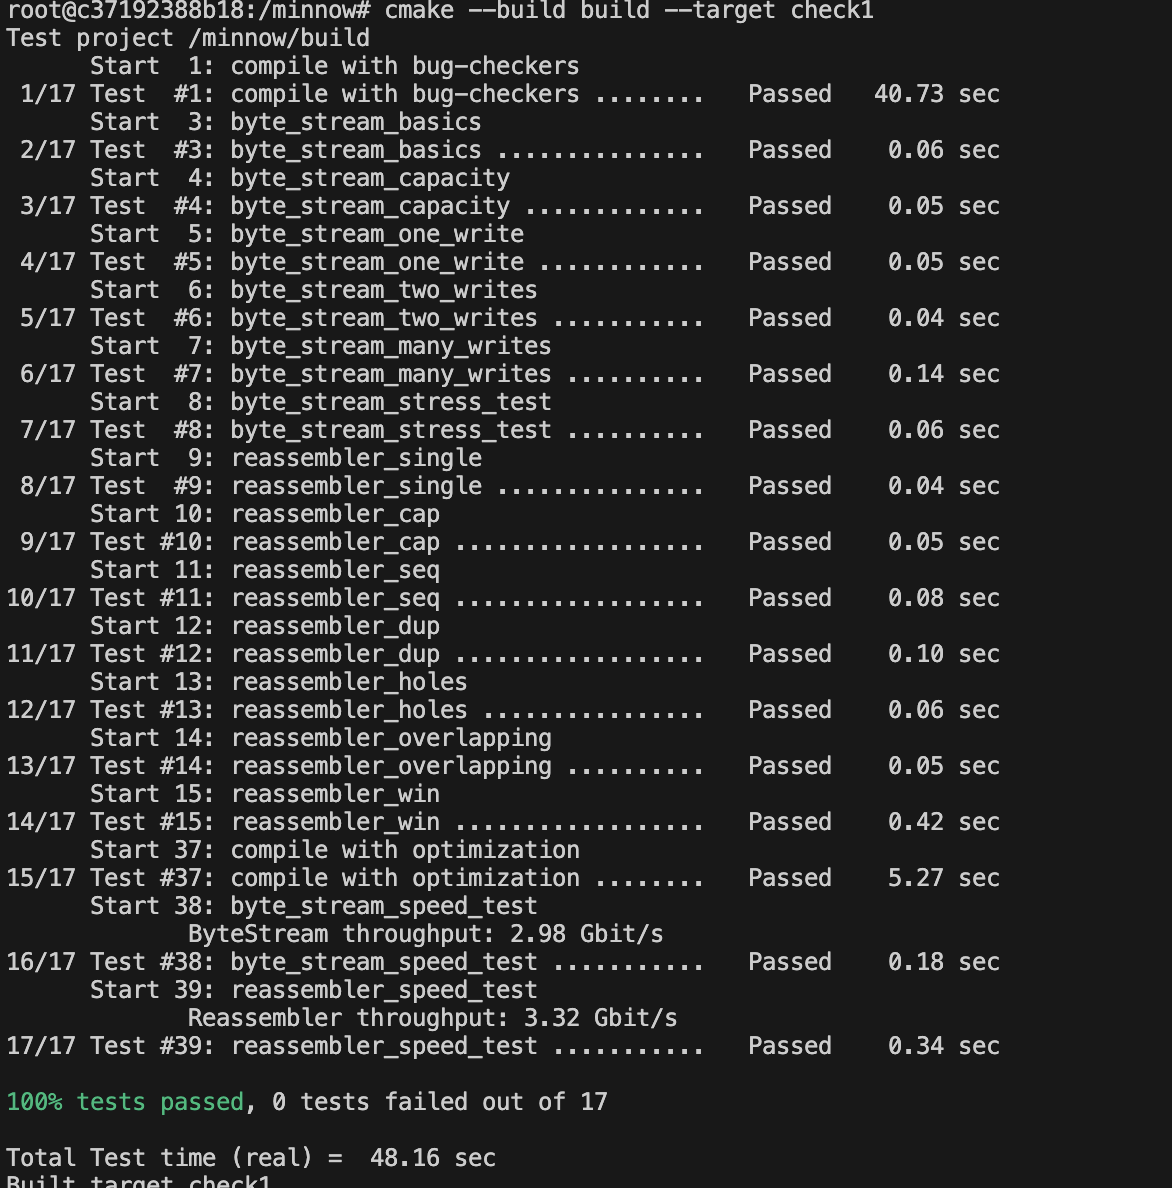 root@c37192388b18:/minnow# cmake --build build --target check1
Test project /minnow/build
      Start  1: compile with bug-checkers
 1/17 Test  #1: compile with bug-checkers ........   Passed   40.73 sec
      Start  3: byte_stream_basics
 2/17 Test  #3: byte_stream_basics ...............   Passed    0.06 sec
      Start  4: byte_stream_capacity
 3/17 Test  #4: byte_stream_capacity .............   Passed    0.05 sec
      Start  5: byte_stream_one_write
 4/17 Test  #5: byte_stream_one_write ............   Passed    0.05 sec
      Start  6: byte_stream_two_writes
 5/17 Test  #6: byte_stream_two_writes ...........   Passed    0.04 sec
      Start  7: byte_stream_many_writes
 6/17 Test  #7: byte_stream_many_writes ..........   Passed    0.14 sec
      Start  8: byte_stream_stress_test
 7/17 Test  #8: byte_stream_stress_test ..........   Passed    0.06 sec
      Start  9: reassembler_single
 8/17 Test  #9: reassembler_single ...............   Passed    0.04 sec
      Start 10: reassembler_cap
 9/17 Test #10: reassembler_cap ..................   Passed    0.05 sec
      Start 11: reassembler_seq
10/17 Test #11: reassembler_seq ..................   Passed    0.08 sec
      Start 12: reassembler_dup
11/17 Test #12: reassembler_dup ..................   Passed    0.10 sec
      Start 13: reassembler_holes
12/17 Test #13: reassembler_holes ................   Passed    0.06 sec
      Start 14: reassembler_overlapping
13/17 Test #14: reassembler_overlapping ..........   Passed    0.05 sec
      Start 15: reassembler_win
14/17 Test #15: reassembler_win ..................   Passed    0.42 sec
      Start 37: compile with optimization
15/17 Test #37: compile with optimization ........   Passed    5.27 sec
      Start 38: byte_stream_speed_test
             ByteStream throughput: 2.98 Gbit/s
16/17 Test #38: byte_stream_speed_test ...........   Passed    0.18 sec
      Start 39: reassembler_speed_test
             Reassembler throughput: 3.32 Gbit/s
17/17 Test #39: reassembler_speed_test ...........   Passed    0.34 sec

100% tests passed, 0 tests failed out of 17

Total Test time (real) =  48.16 sec
Built target check1